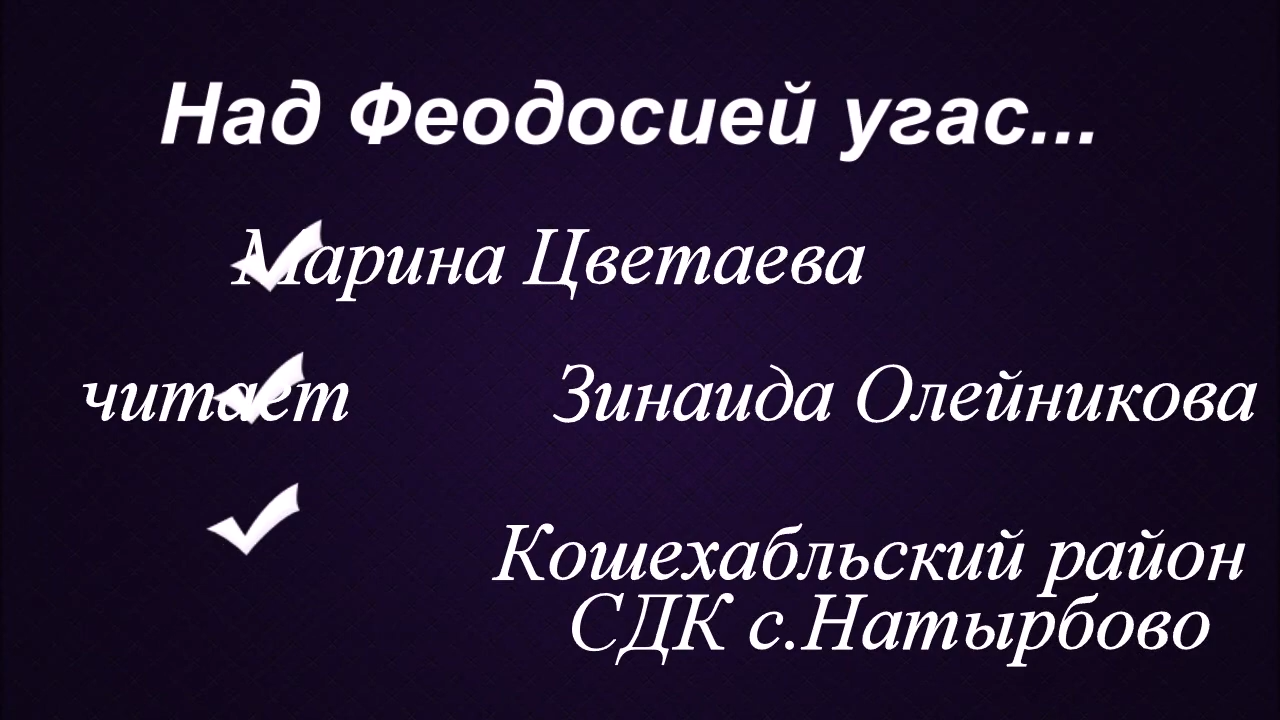 Над Феодосией угас...
Марина Цветаева
читает Зинаида Олейникова
Кошехабльский район
СДК с.Натырбово